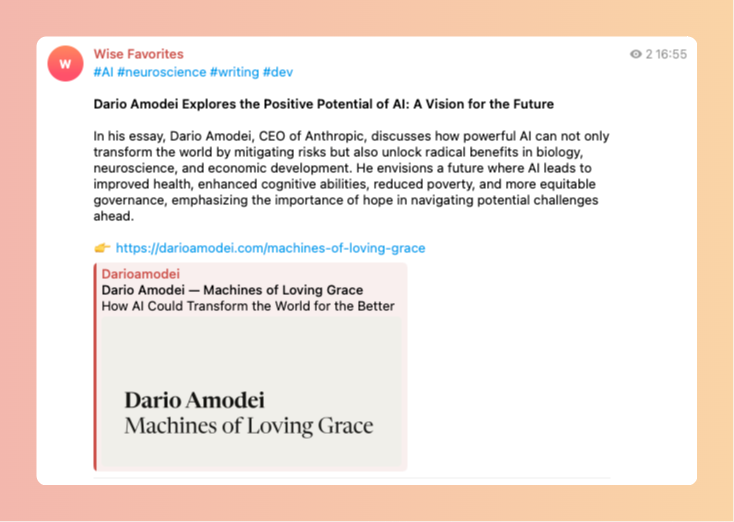 W
Wise Favorites
2 16:55
#AI #neuroscience #writing #dev
Dario Amodei Explores the Positive Potential of AI: A Vision for the Future
In his essay, Dario Amodei, CEO of Anthropic, discusses how powerful AI can not only
transform the world by mitigating risks but also unlock radical benefits in biology,
neuroscience, and economic development. He envisions a future where AI leads to
improved health, enhanced cognitive abilities, reduced poverty, and more equitable
governance, emphasizing the importance of hope in navigating potential challenges
ahead.
👉 https://darioamodei.com/machines-of-loving-grace
Darioamodei
Dario Amodei — Machines of Loving Grace
How AI Could Transform the World for the Better
Dario Amodei
Machines of Loving Grace